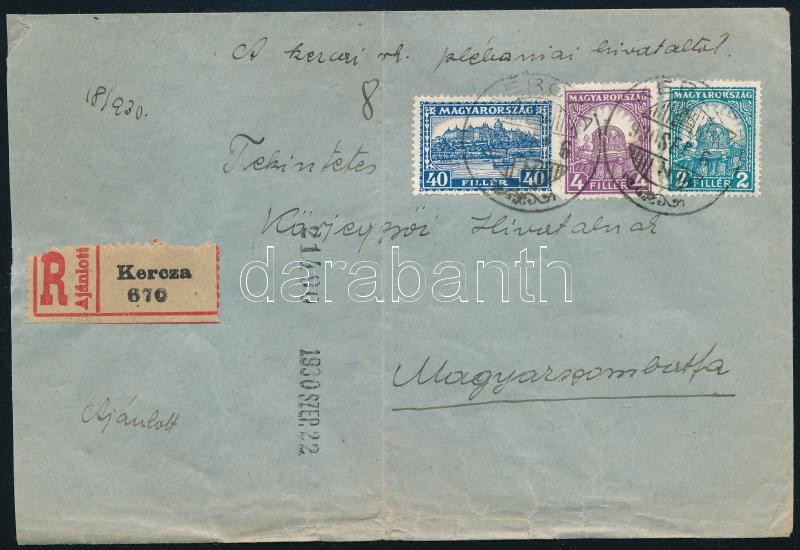 A kerczai rk. plébániai hivataltól.
18/930.
8
MAGYARORSZÁG
40 FILLÉR 40
MAGYARORSZÁG
4 FILLÉR 4
MAGYARORSZÁG
2 FILLÉR 2
Tekintetes
Körjegyzői Hivatalnak
darabanth
R Ajánlott
Kercza
670
1930 SZEP. 22
Magyarszombatfa
Ajánlott